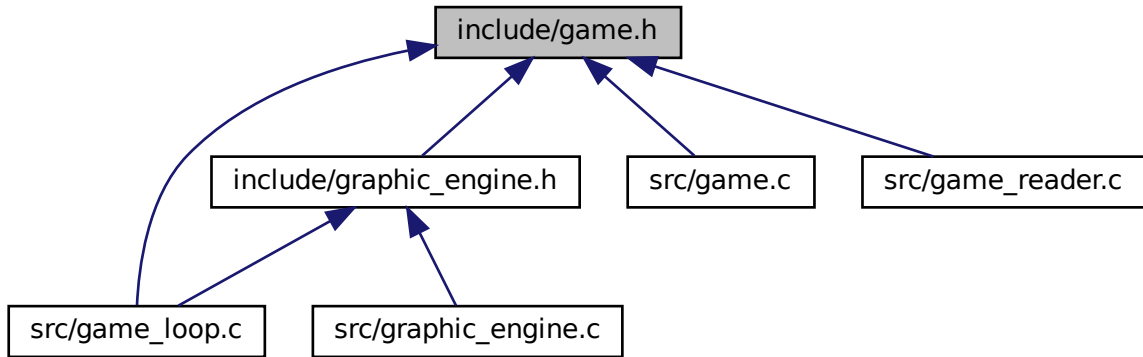 include/game.h
include/graphic_engine.h
src/game.c
src/game_reader.c
src/game_loop.c
src/graphic_engine.c